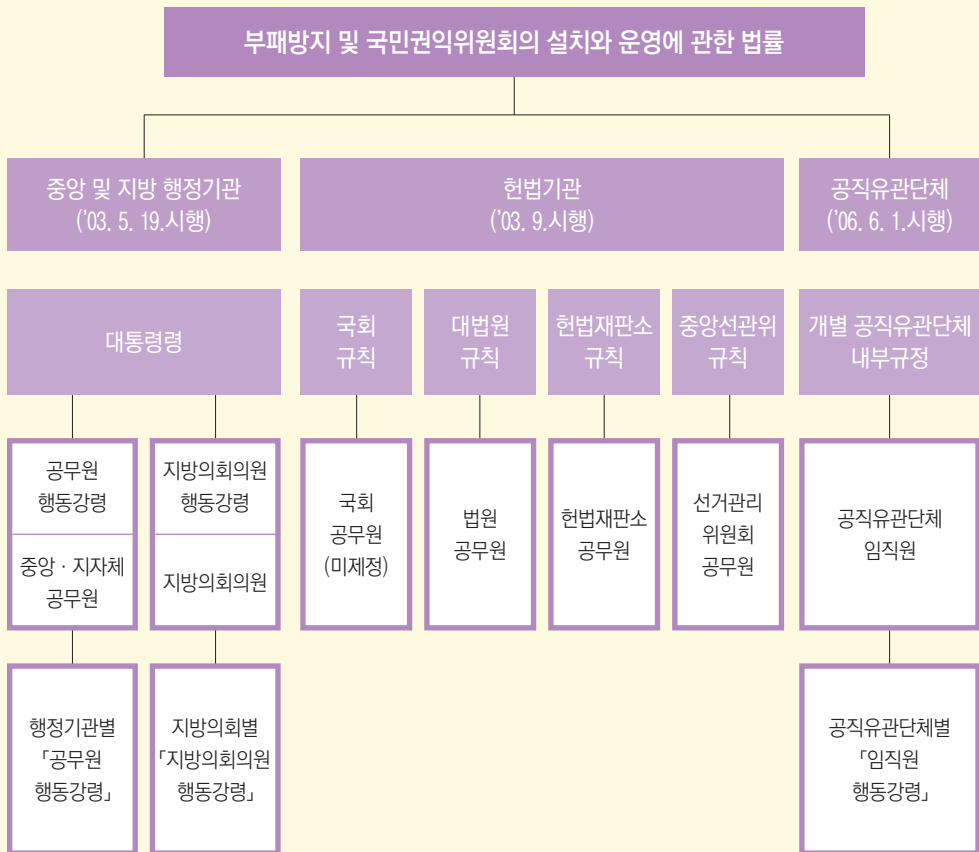 부패방지 및 국민권익위원회의 설치와 운영에 관한 법률
중앙 및 지방 행정기관
('03. 5. 19.시행)
헌법기관
('03. 9.시행)
공직유관단체
('06. 6. 1.시행)
대통령령
국회
규칙
대법원
규칙
헌법재판소
규칙
중앙선관위
규칙
개별 공직유관단체
내부규정
공무원
행동강령
중앙 · 지자체
공무원
지방의회의원
행동강령
지방의회의원
국회
공무원
(미제정)
법원
공무원
헌법재판소
공무원
선거관리
위원회
공무원
공직유관단체
임직원
행정기관별
「공무원
행동강령」
지방의회별
「지방의회의원
행동강령」
공직유관단체별
「임직원
행동강령」